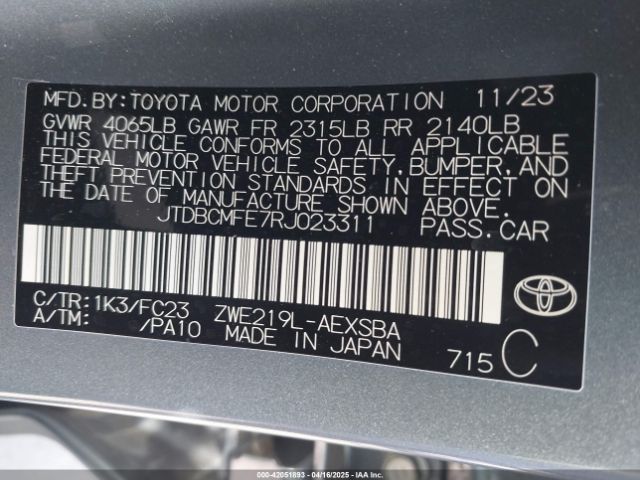 MFD.BY:TOYOTA MOTOR CORPORATION 11/23
GVWR 4065LB GAWR FR 2315LB RR 2140LB
THIS VEHICLE CONFORMS TO ALL APPLICABLE
FEDERAL MOTOR VEHICLE SAFETY,BUMPER,AND
THEFT PREVENTION STANDARDS IN EFFECT ON
THE DATE OF MANUFACTURE SHOWN ABOVE.
JTDBCMFE7RJ023311 PASS.CAR
C/TR:1K3/FC23 ZWE219L-AEXSBA
A/TM: /PA10 MADE IN JAPAN 715 C
TOYOTA
000-42051893 - 04/16/2025 - IAA Inc.